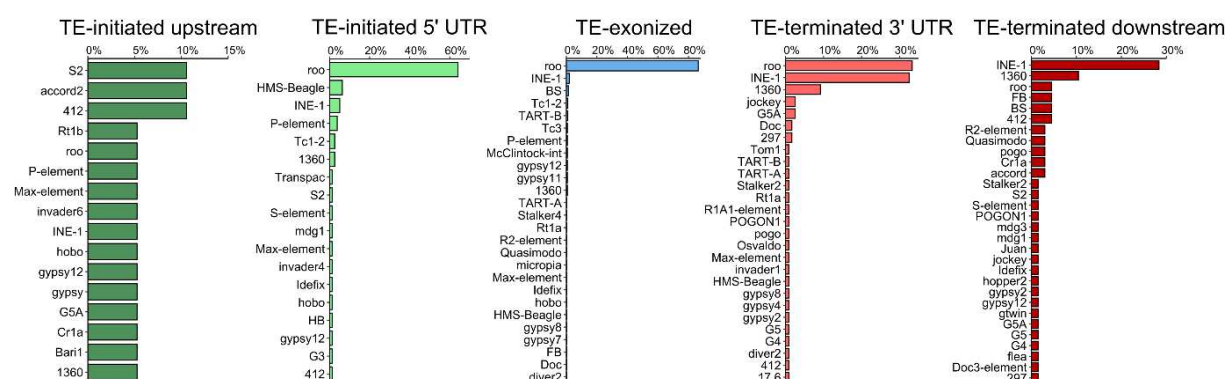 TE-initiated upstream
0% 5% 10% 15%
S2
accord2
412
Rt1b
roo
P-element
Max-element
invader6
INE-1
hobo
gypsy12
gypsy
G5A
Cr1a
Bari1
1360
TE-initiated 5' UTR
0% 20% 40% 60%
roo
HMS-Beagle
INE-1
P-element
Tc1-2
1360
Transpac
S2
S-element
mdg1
Max-element
invader4
Idefix
hobo
HB
gypsy12
G3
412
TE-exonized
0% 20% 40% 60% 80%
roo
INE-1
BS
Tc1-2
TART-B
Tc3
P-element
McClintock-int
gypsy12
gypsy11
1360
TART-A
Stalker4
Rt1a
R2-element
Quasimodo
micropia
Max-element
Idefix
hobo
HMS-Beagle
gypsy8
gypsy7
FB
Doc
diver2
TE-terminated 3' UTR
0% 10% 20% 30%
roo
INE-1
1360
jockey
G5A
Doc
297
Tom1
TART-B
TART-A
Stalker2
Rt1a
R1A1-element
POGON1
pogo
Osvaldo
Max-element
invader1
HMS-Beagle
gypsy8
gypsy4
gypsy2
G5
G4
diver2
412
17.6
TE-terminated downstream
0% 10% 20% 30%
INE-1
1360
roo
FB
BS
412
R2-element
Quasimodo
pogo
Cr1a
accord
Stalker2
S2
S-element
POGON1
mdg3
mdg1
Juan
jockey
Idefix
hopper2
gypsy2
gypsy12
gtwin
G5A
G5
G4
flea
Doc3-element
297